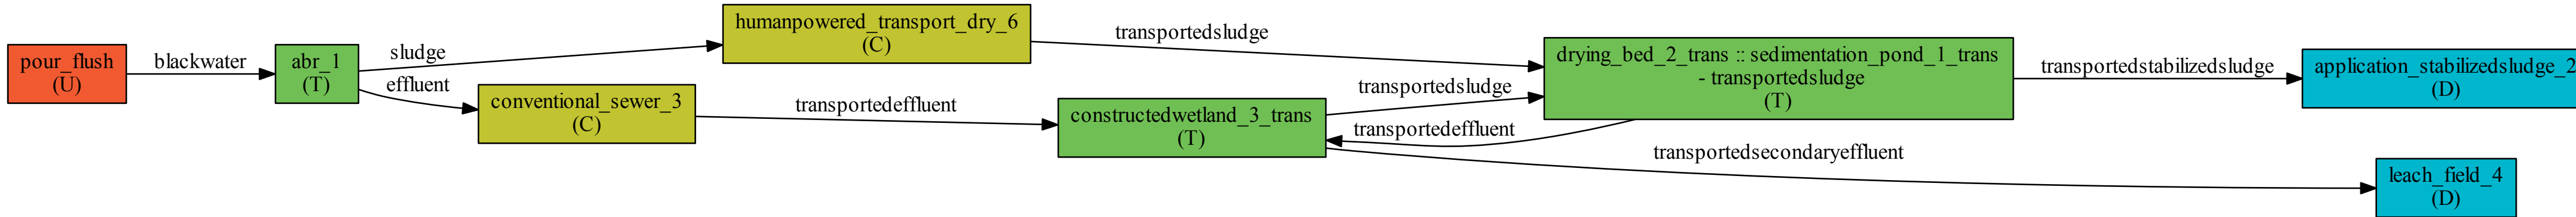 pour_flush
(U)
blackwater
abr_1
(T)
sludge
effluent
humanpowered_transport_dry_6
(C)
conventional_sewer_3
(C)
transportedsludge
transportedeffluent
constructedwetland_3_trans
(T)
transportedsludge
transportedeffluent
drying_bed_2_trans :: sedimentation_pond_1_trans
- transportedsludge
(T)
transportedstabilizedsludge
transportedsecondaryeffluent
application_stabilizedsludge_2
(D)
leach_field_4
(D)